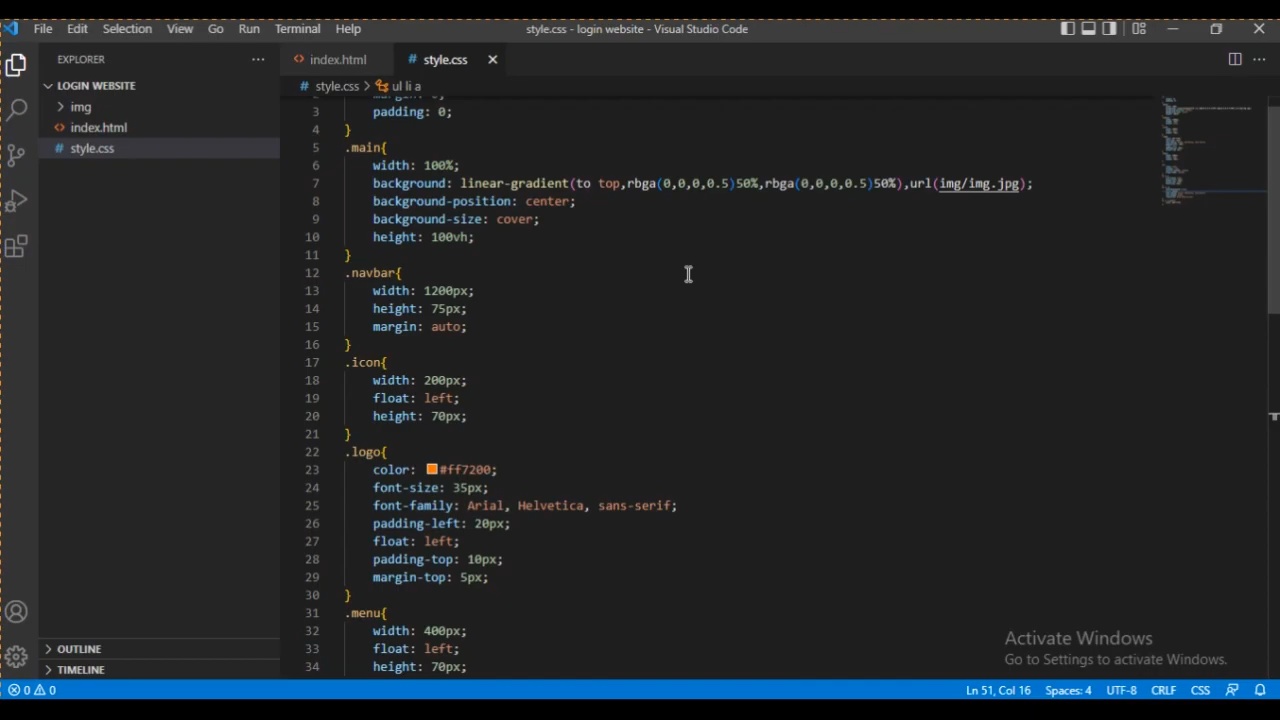 File Edit Selection View Go Run Terminal Help
style.css - login website - Visual Studio Code
EXPLORER
index.html
# style.css
LOGIN WEBSITE
# style.css > ul li a
img
index.html
# style.css
3 padding: 0;
4 }
5 .main{
6 width: 100%;
7 background: linear-gradient(to top,rbga(0,0,0,0.5)50%,rbga(0,0,0,0.5)50%),url(img/img.jpg);
8 background-position: center;
9 background-size: cover;
10 height: 100vh;
11 }
12 .navbar{
13 width: 1200px;
14 height: 75px;
15 margin: auto;
16 }
17 .icon{
18 width: 200px;
19 float: left;
20 height: 70px;
21 }
22 .logo{
23 color: #ff7200;
24 font-size: 35px;
25 font-family: Arial, Helvetica, sans-serif;
26 padding-left: 20px;
27 float: left;
28 padding-top: 10px;
29 margin-top: 5px;
30 }
31 .menu{
32 width: 400px;
33 float: left;
34 height: 70px;
OUTLINE
TIMELINE
Activate Windows
Go to Settings to activate Windows.
0 0
Ln 51, Col 16 Spaces: 4 UTF-8 CRLF CSS